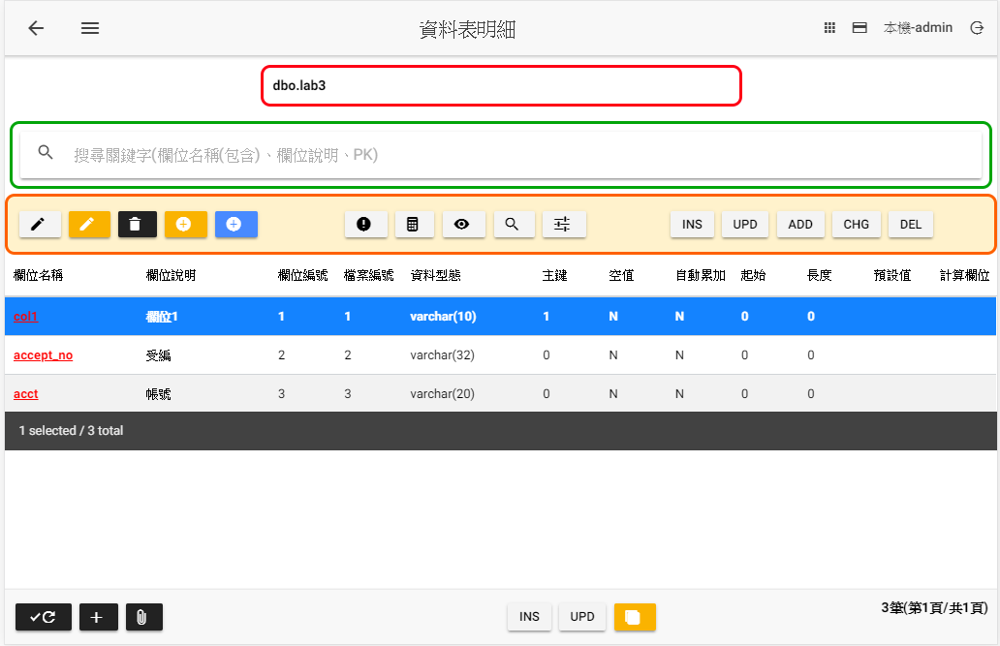 資料表明細
本機-admin
dbo.lab3
搜尋關鍵字(欄位名稱(包含)、欄位說明、PK)
INS UPD ADD CHG DEL
欄位名稱 欄位說明 欄位編號 檔案編號 資料型態 主鍵 空值 自動累加 起始 長度 預設值 計算欄位
col1 欄位1 1 1 varchar(10) 1 N N 0 0
accept_no 受編 2 2 varchar(32) 0 N N 0 0
acct 帳號 3 3 varchar(20) 0 N N 0 0
1 selected / 3 total
INS UPD
3筆(第1頁/共1頁)